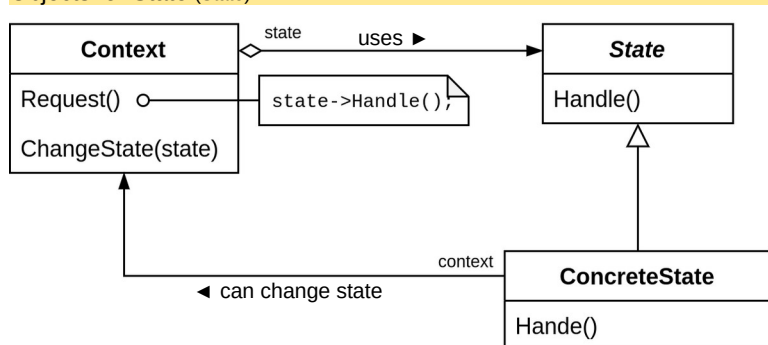 Context
state
uses ►
State
Request()
state->Handle();
Handle()
ChangeState(state)
context
ConcreteState
◄ can change state
Hande()